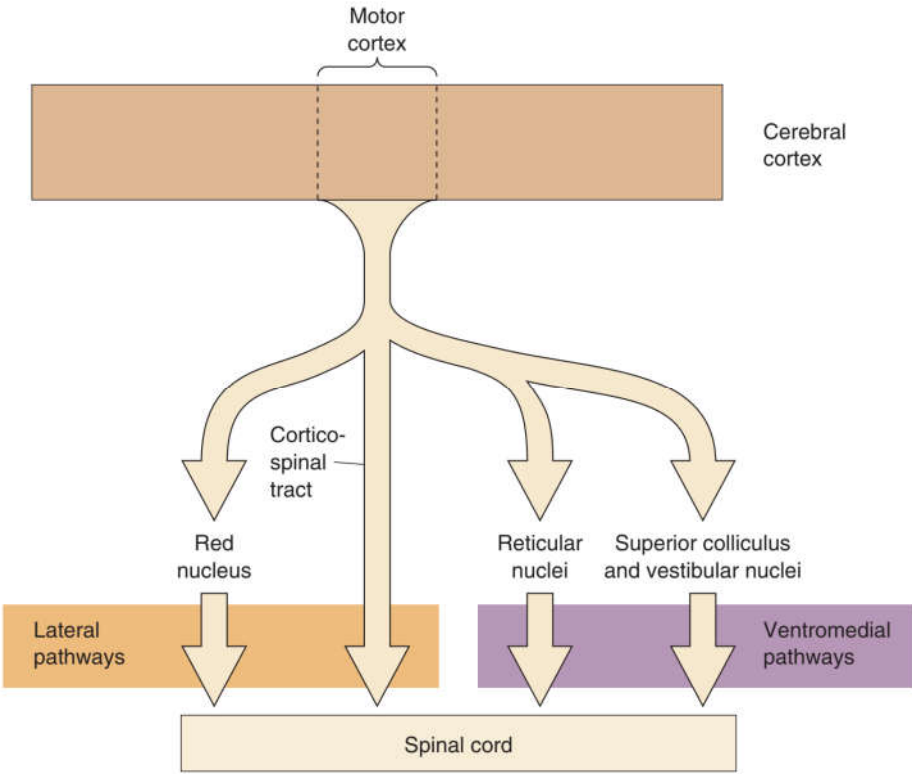 Motor
cortex
Cerebral
cortex
Cortico-
spinal
tract
Red
nucleus
Reticular
nuclei
Superior colliculus
and vestibular nuclei
Lateral
pathways
Ventromedial
pathways
Spinal cord